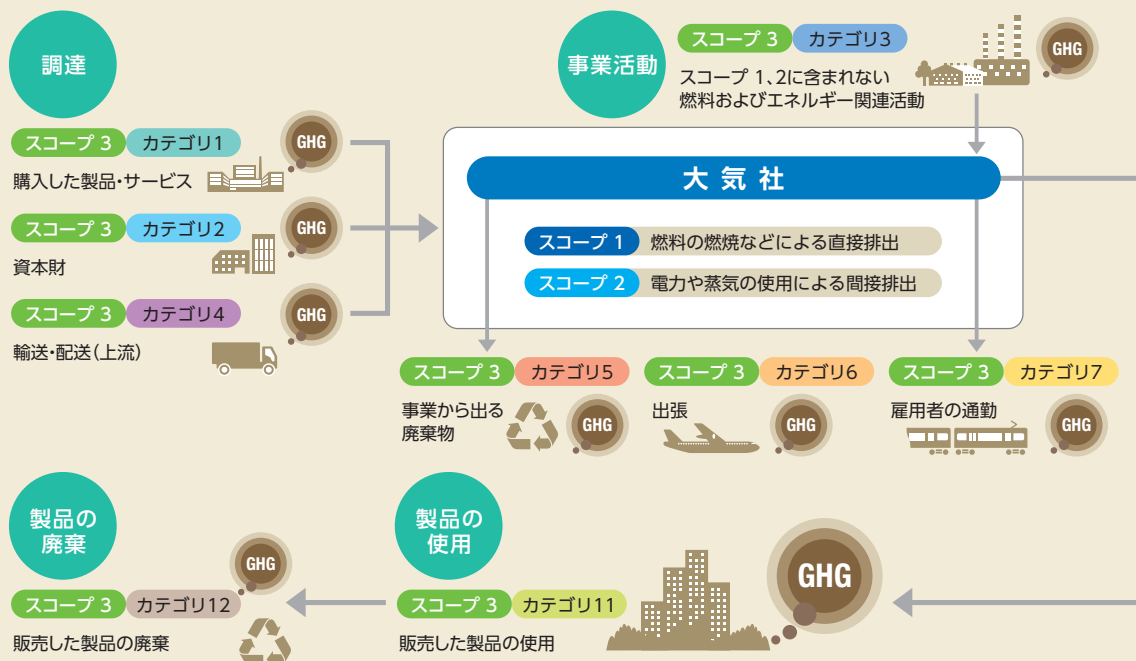 調達
スコープ 3 カテゴリ1
GHG
購入した製品・サービス
スコープ 3 カテゴリ2
GHG
資本財
スコープ 3 カテゴリ4
GHG
輸送・配送(上流)
事業活動
スコープ 3 カテゴリ3
GHG
スコープ 1、2に含まれない
燃料およびエネルギー関連活動
大気社
スコープ 1 燃料の燃焼などによる直接排出
スコープ 2 電力や蒸気の使用による間接排出
スコープ 3 カテゴリ5
事業から出る
廃棄物
GHG
スコープ 3 カテゴリ6
出張
GHG
スコープ 3 カテゴリ7
雇用者の通勤
GHG
製品の
廃棄
GHG
スコープ 3 カテゴリ12
販売した製品の廃棄
製品の
使用
GHG
スコープ 3 カテゴリ11
販売した製品の使用